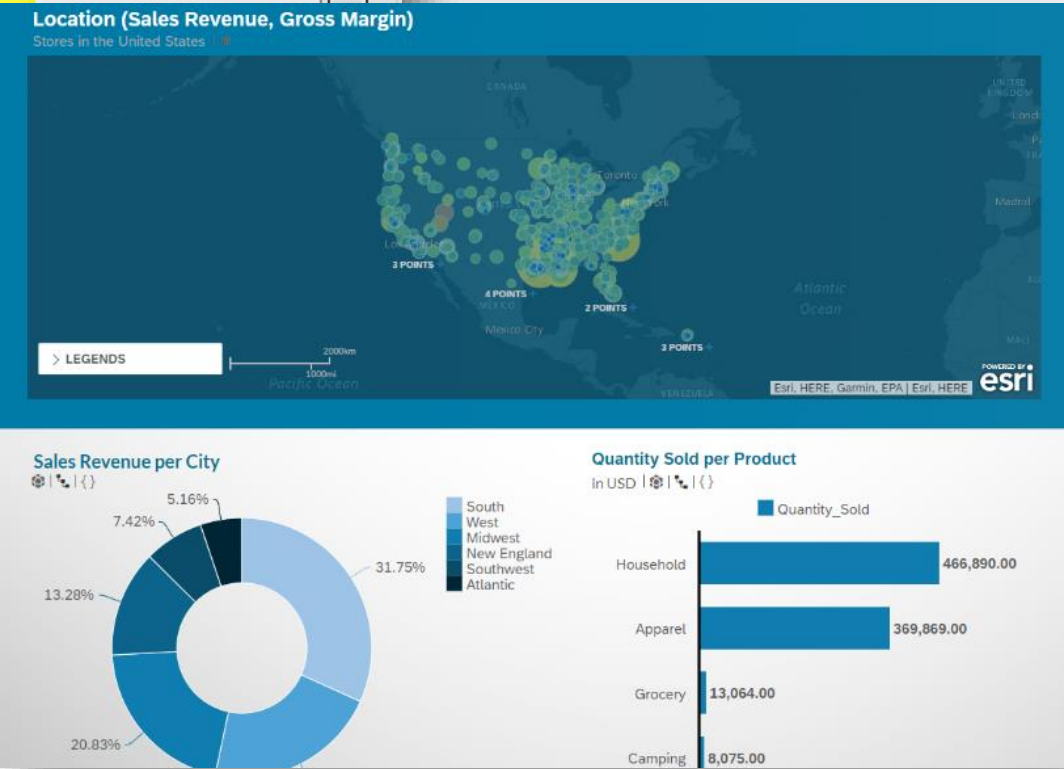 Location (Sales Revenue, Gross Margin)
Stores in the United States
CANADA
UNITED
KINGDOM
Toronto
Madrid
3 POINTS
4 POINTS
MEXICO
2 POINTS
Atlantic
Ocean
Mexico City
3 POINTS
MALI
> LEGENDS
2000km
1000mi
Pacific Ocean
VENEZUELA
Esri, HERE, Garmin, EPA | Esri, HERE
POWERED BY
esri
Sales Revenue per City
5.16%
7.42%
13.28%
20.83%
31.75%
South
West
Midwest
New England
Southwest
Atlantic
Quantity Sold per Product
in USD
Quantity_Sold
Household
466,890.00
Apparel
369,869.00
Grocery
13,064.00
Camping
8,075.00